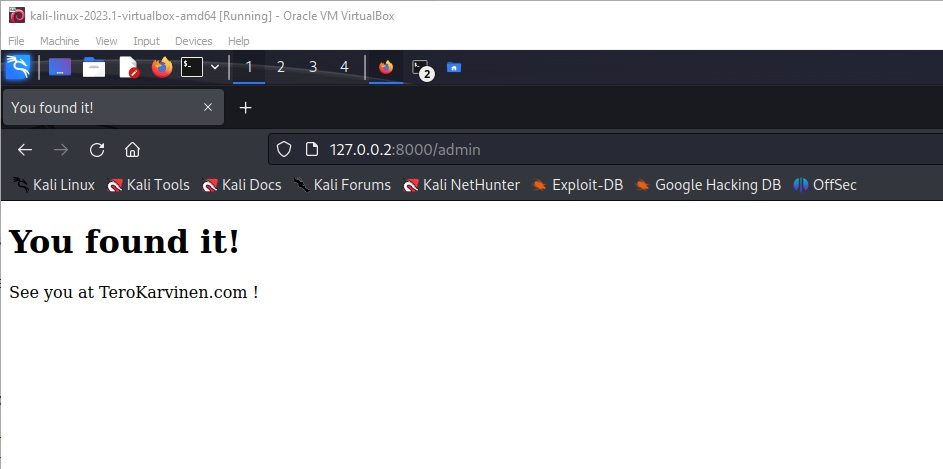 kali-linux-2023.1-virtualbox-amd64 [Running] - Oracle VM VirtualBox
File Machine View Input Devices Help
1 2 3 4 2
You found it!
127.0.0.2:8000/admin
Kali Linux Kali Tools Kali Docs Kali Forums Kali NetHunter Exploit-DB Google Hacking DB OffSec
You found it!
See you at TeroKarvinen.com !